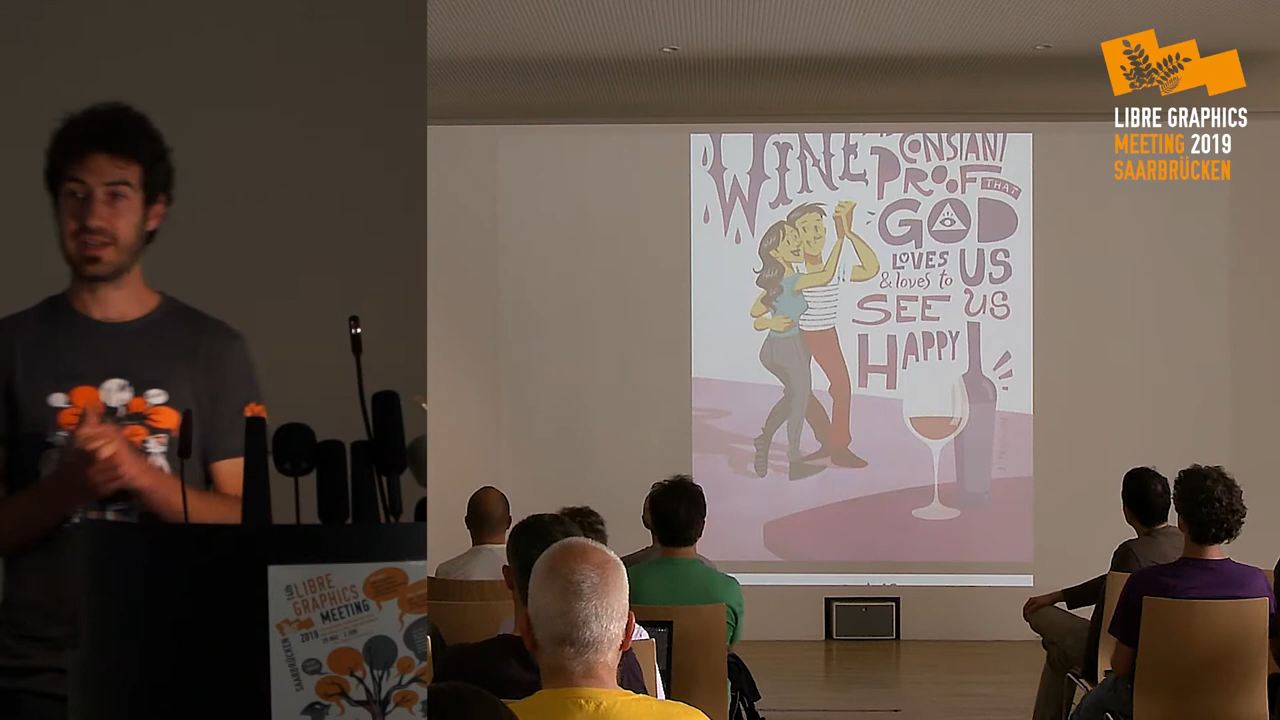 LIBRE GRAPHICS
MEETING 2019
SAARBRÜCKEN
WINE
CONSTANT
PROOF THAT
GOD
LOVES US
& loves to
SEE US
HAPPY
LIBRE
GRAPHICS
MEETING
2019
SAARBRÜCKEN